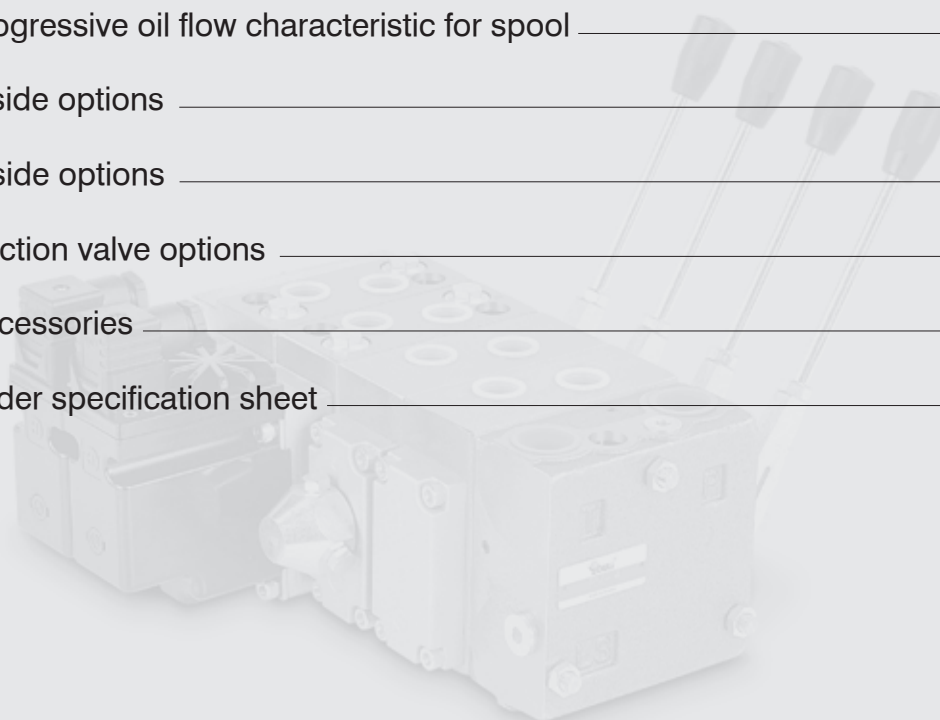 ogressive oil flow characteristic for spool
side options
side options
ction valve options
cessories
der specification sheet